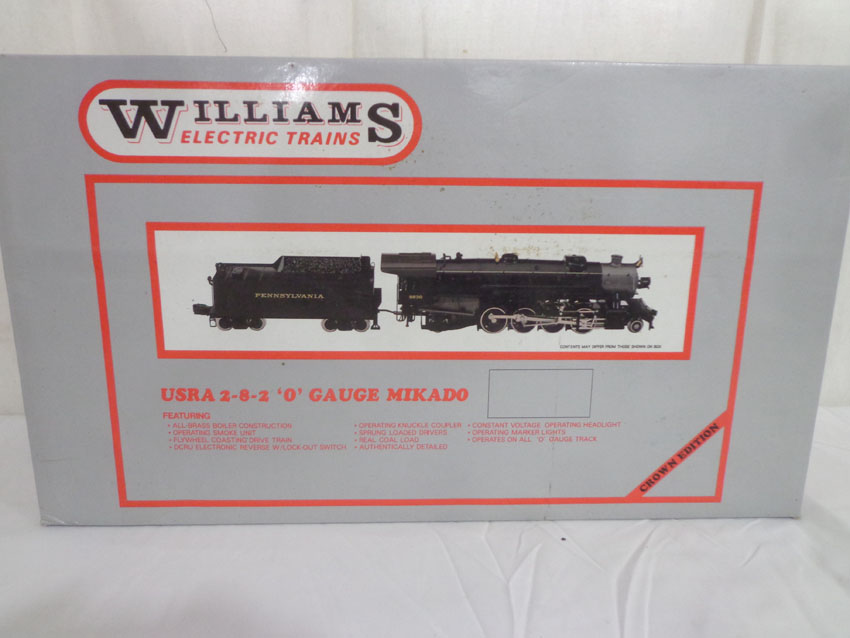 WILLIAMS
ELECTRIC TRAINS
PENNSYLVANIA
CONTENTS MAY DIFFER FROM THOSE SHOWN ON BOX
USRA 2-8-2 'O' GAUGE MIKADO
FEATURING
• ALL-BRASS BOILER CONSTRUCTION
• OPERATING SMOKE UNIT
• FLYWHEEL COASTING DRIVE TRAIN
• DCRU ELECTRONIC REVERSE W/LOCK-OUT SWITCH
• OPERATING KNUCKLE COUPLER
• SPRUNG LOADED DRIVERS
• REAL COAL LOAD
• AUTHENTICALLY DETAILED
• CONSTANT VOLTAGE OPERATING HEADLIGHT
• OPERATING MARKER LIGHTS
• OPERATES ON ALL 'O' GAUGE TRACK
CROWN EDITION